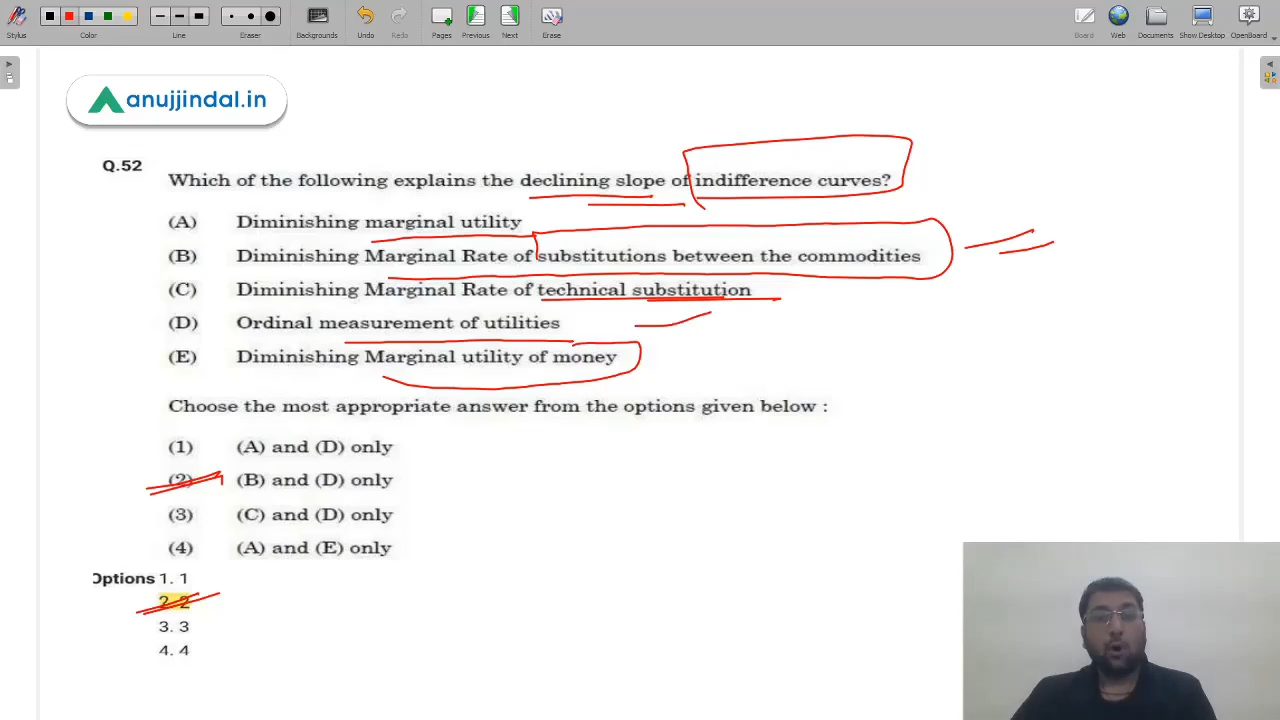 Stylus
Color
Line
Eraser
Backgrounds
Undo
Redo
Pages
Previous
Next
Erase
Board
Web
Documents
Show Desktop
OpenBoard
anujjindal.in
Q.52
Which of the following explains the declining slope of indifference curves?
(A) Diminishing marginal utility
(B) Diminishing Marginal Rate of substitutions between the commodities
(C) Diminishing Marginal Rate of technical substitution
(D) Ordinal measurement of utilities
(E) Diminishing Marginal utility of money
Choose the most appropriate answer from the options given below :
(1) (A) and (D) only
(2) (B) and (D) only
(3) (C) and (D) only
(4) (A) and (E) only
Options 1. 1
2. 2
3. 3
4. 4